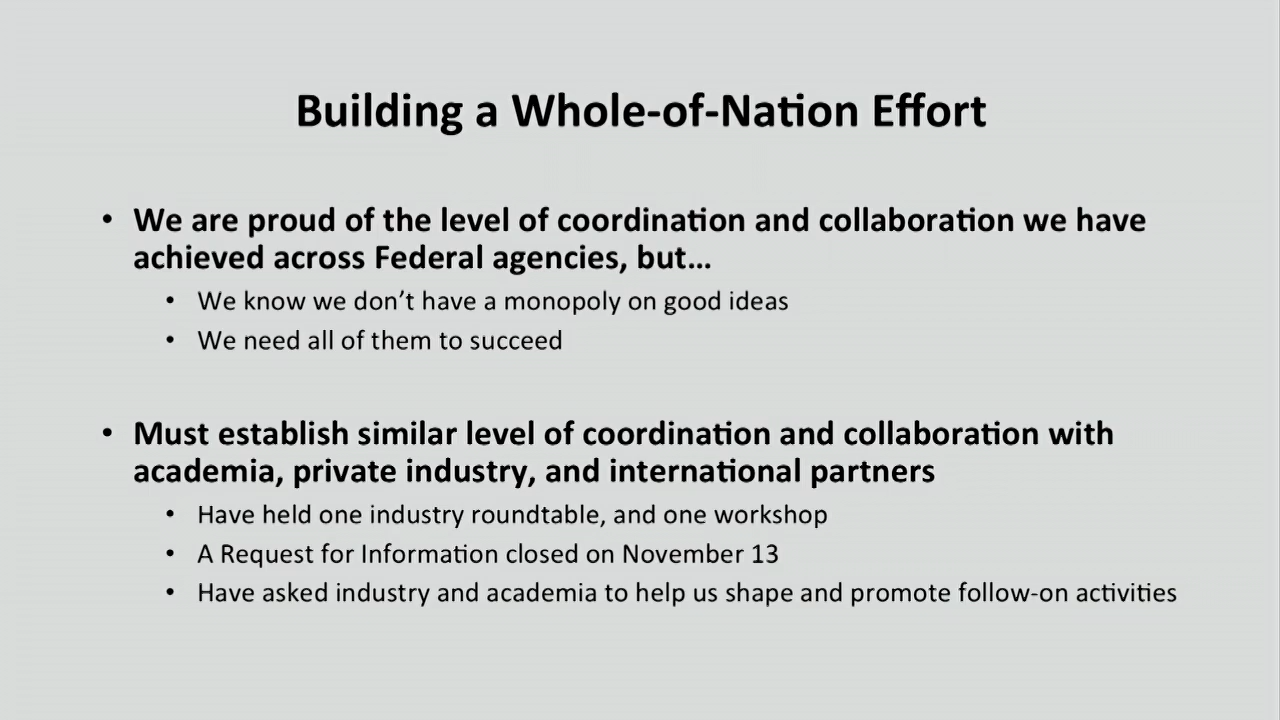 Building a Whole-of-Nation Effort
• We are proud of the level of coordination and collaboration we have
achieved across Federal agencies, but…
• We know we don’t have a monopoly on good ideas
• We need all of them to succeed
• Must establish similar level of coordination and collaboration with
academia, private industry, and international partners
• Have held one industry roundtable, and one workshop
• A Request for Information closed on November 13
• Have asked industry and academia to help us shape and promote follow-on activities